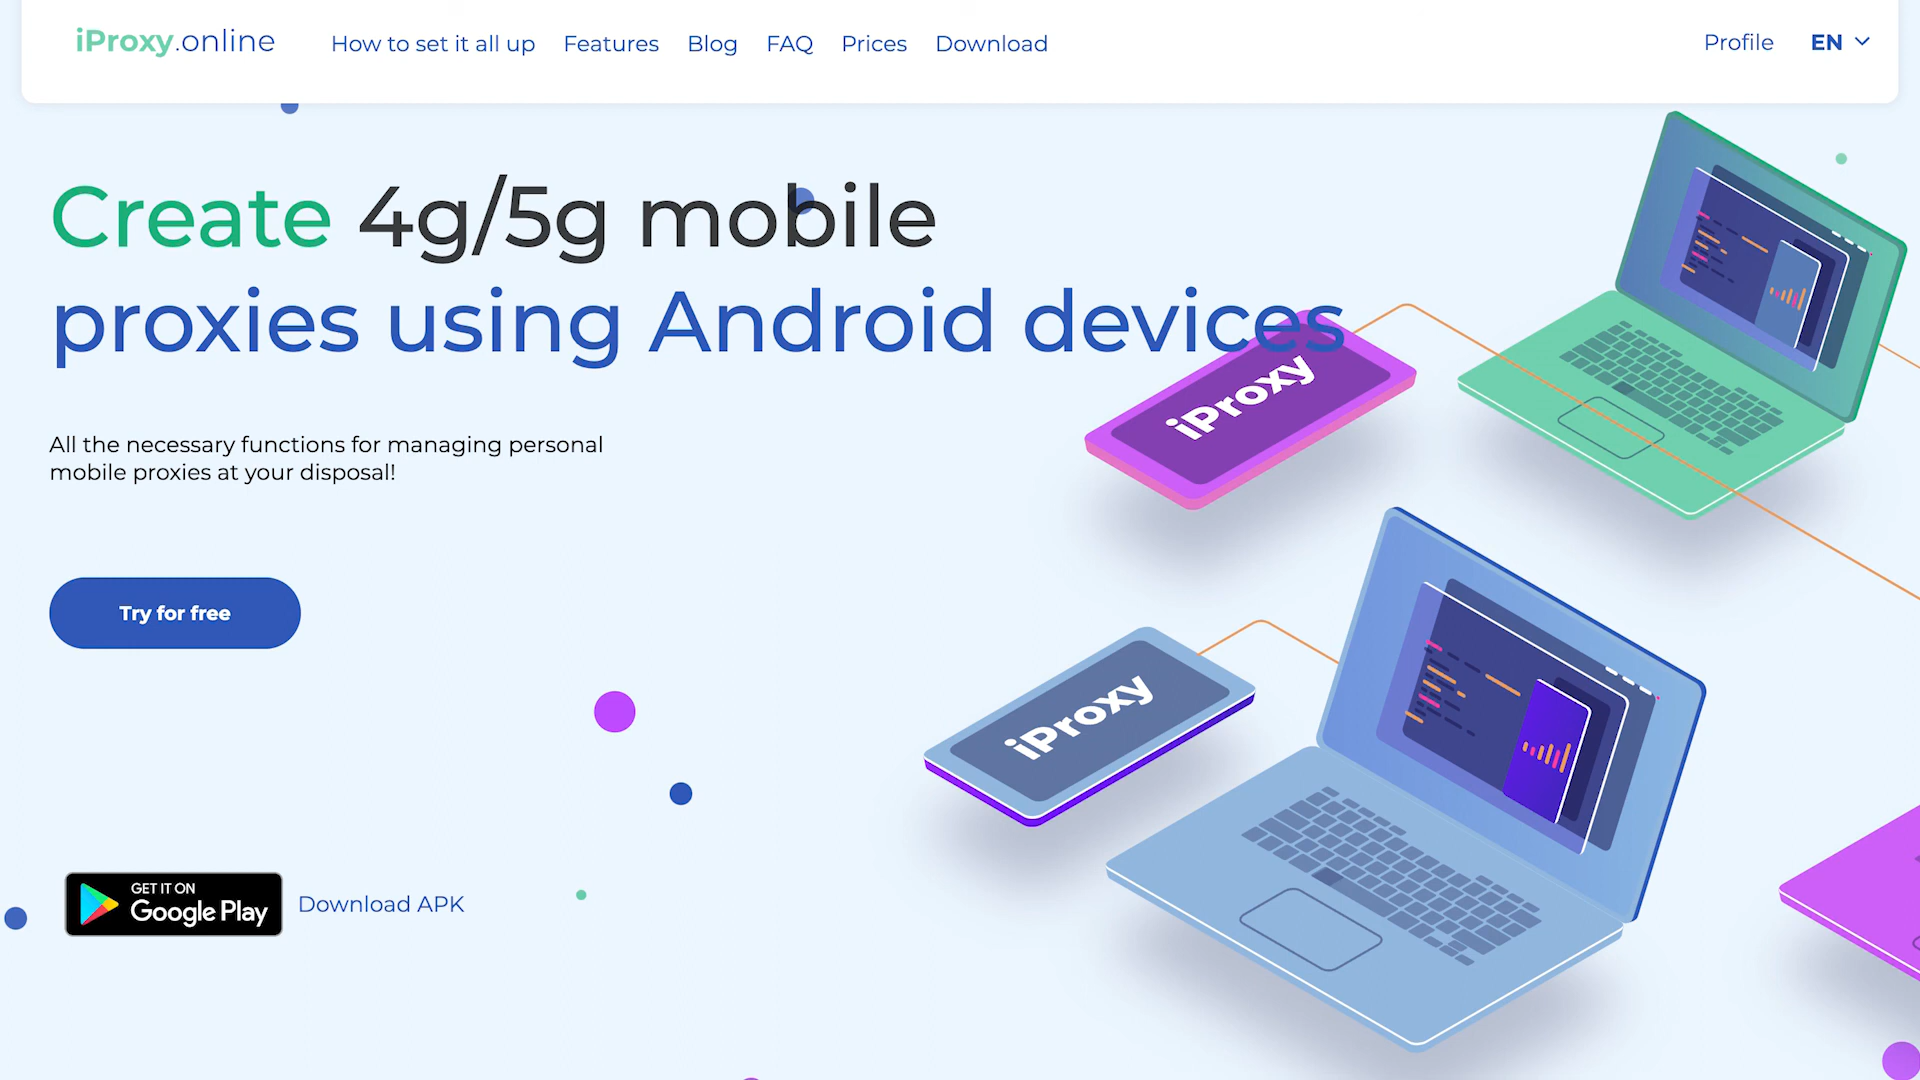 iProxy.online
How to set it all up
Features
Blog
FAQ
Prices
Download
Profile
EN
Create 4g/5g mobile
proxies using Android devices
All the necessary functions for managing personal
mobile proxies at your disposal!
Try for free
GET IT ON
Google Play
Download APK
iProxy
iProxy